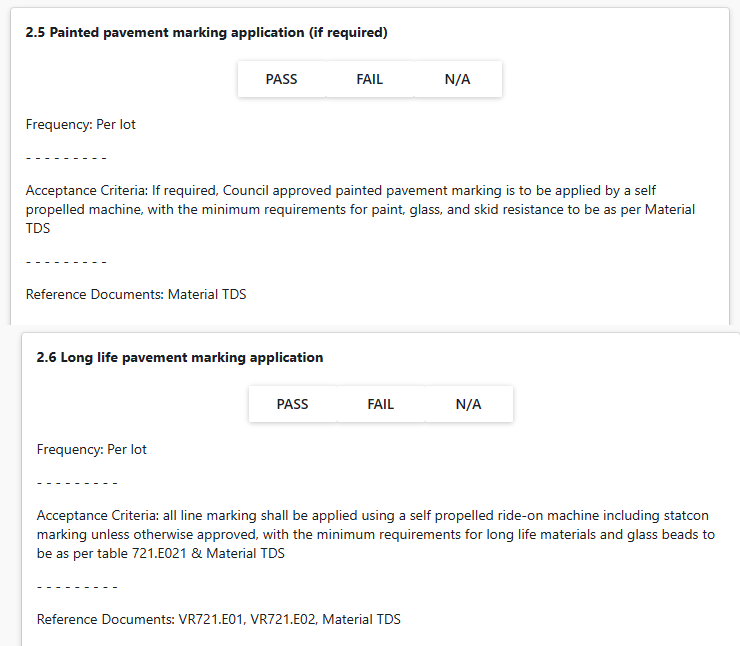 2.5 Painted pavement marking application (if required)
PASS FAIL N/A
Frequency: Per lot
- - - - - - - - -
Acceptance Criteria: If required, Council approved painted pavement marking is to be applied by a self
propelled machine, with the minimum requirements for paint, glass, and skid resistance to be as per Material
TDS
- - - - - - - - -
Reference Documents: Material TDS
2.6 Long life pavement marking application
PASS FAIL N/A
Frequency: Per lot
- - - - - - - - -
Acceptance Criteria: all line marking shall be applied using a self propelled ride-on machine including statcon
marking unless otherwise approved, with the minimum requirements for long life materials and glass beads to
be as per table 721.E021 & Material TDS
- - - - - - - - -
Reference Documents: VR721.E01, VR721.E02, Material TDS